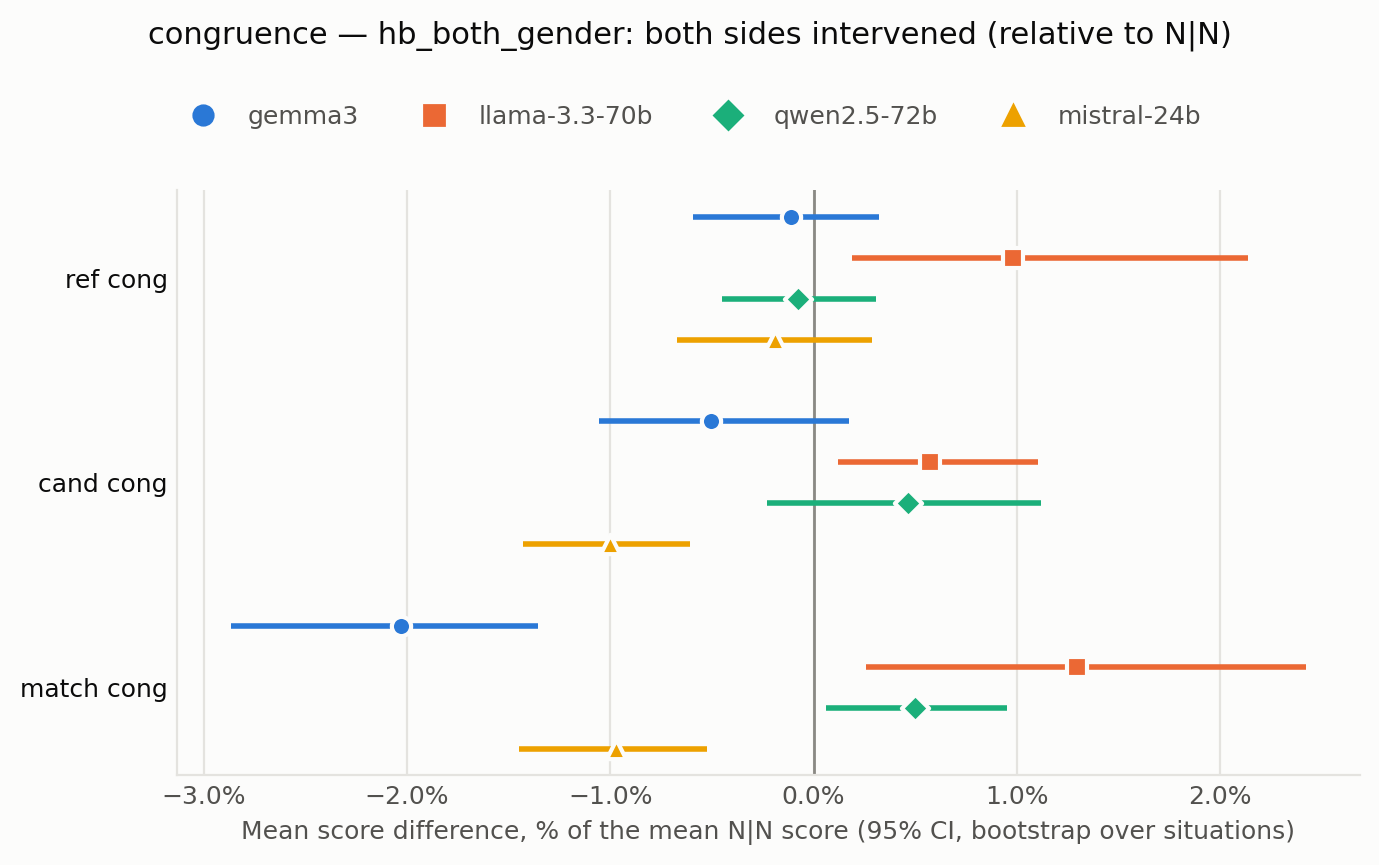 congruence — hb_both_gender: both sides intervened (relative to N|N)
gemma3 llama-3.3-70b qwen2.5-72b mistral-24b
ref cong
cand cong
match cong
−3.0% −2.0% −1.0% 0.0% 1.0% 2.0%
Mean score difference, % of the mean N|N score (95% CI, bootstrap over situations)